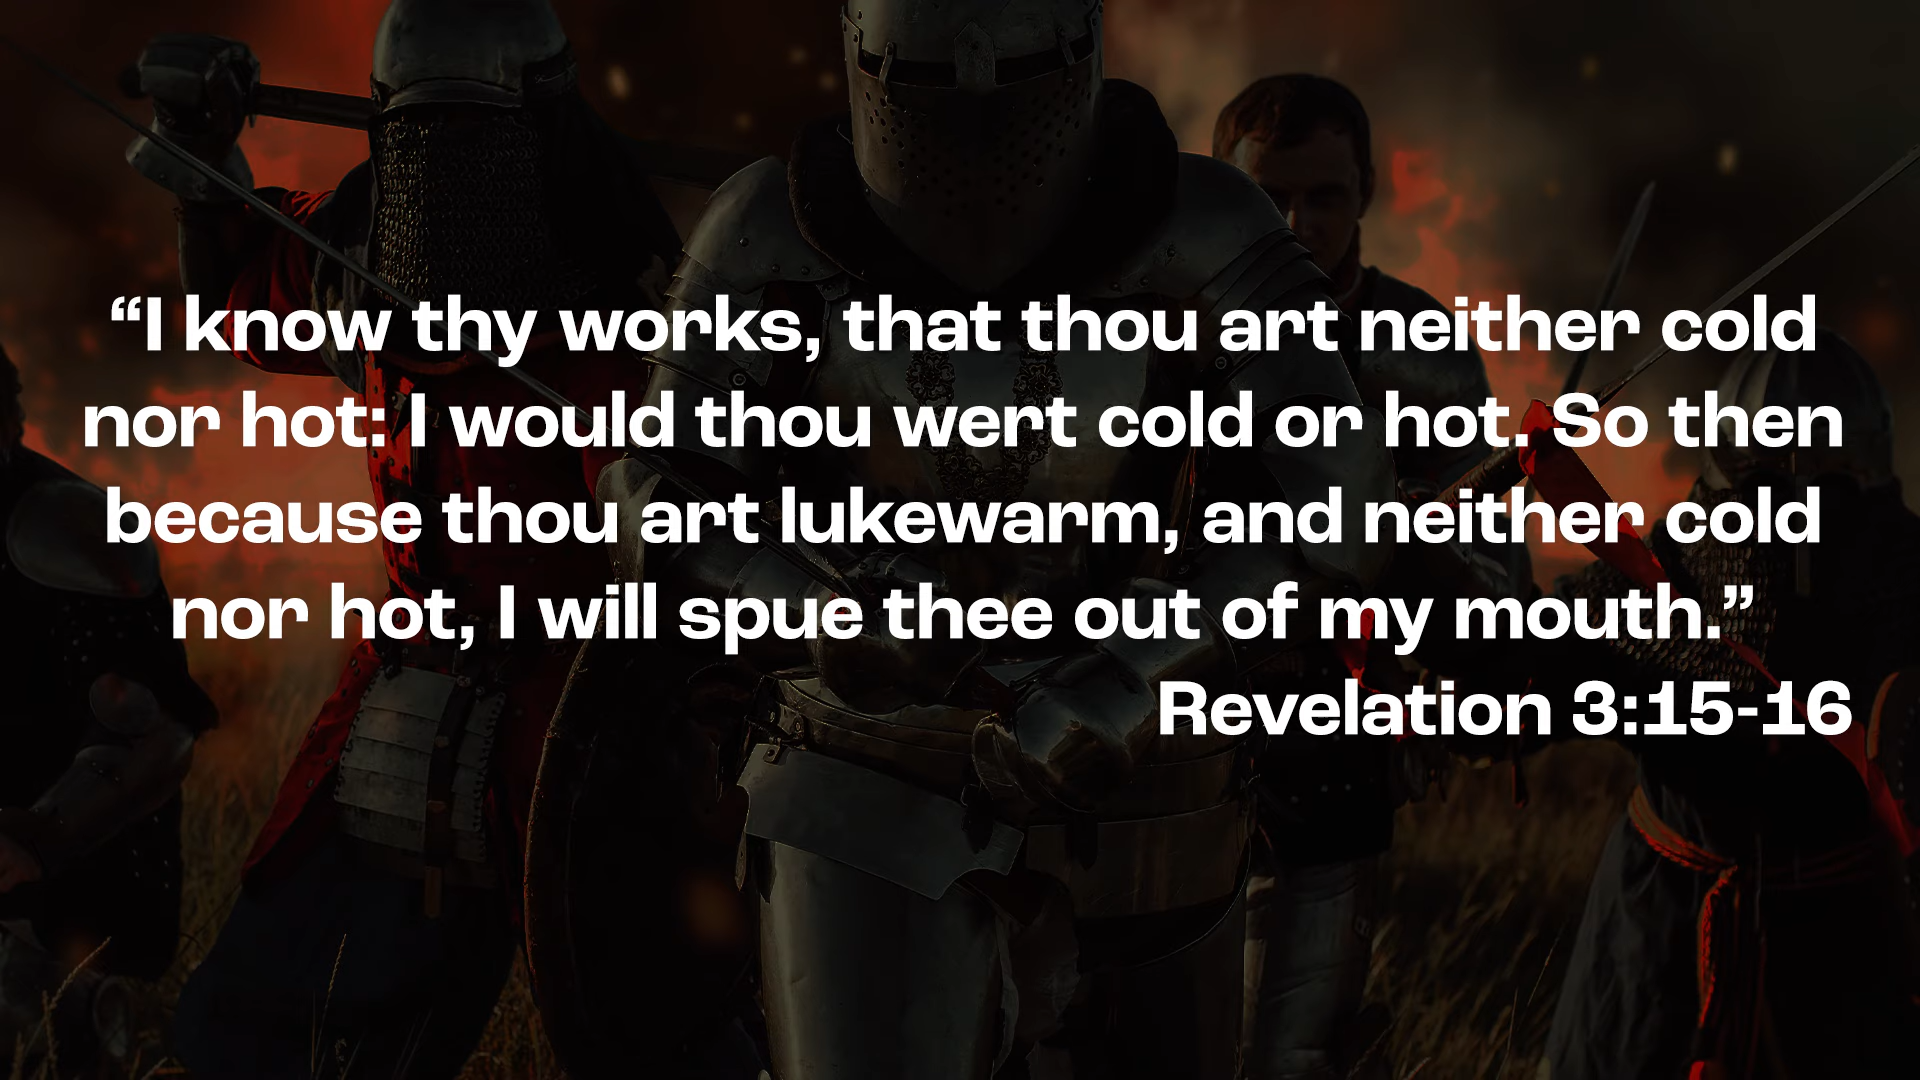 “I know thy works, that thou art neither cold
nor hot: I would thou wert cold or hot. So then
because thou art lukewarm, and neither cold
nor hot, I will spue thee out of my mouth.”
Revelation 3:15-16